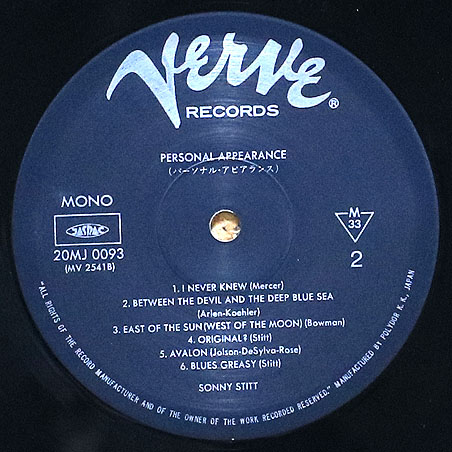 VERVE
RECORDS ®
PERSONAL APPEARANCE
(パーソナル・アピアランス)
MONO
JASRAC
20MJ 0093
(MV 2541B)
M
33
2
1. I NEVER KNEW (Mercer)
2. BETWEEN THE DEVIL AND THE DEEP BLUE SEA
(Arlen-Koehler)
3. EAST OF THE SUN(WEST OF THE MOON) (Bowman)
4. ORIGINAL? (Stitt)
5. AVALON (Jolson-DeSylva-Rose)
6. BLUES GREASY (Stitt)
SONNY STITT
"ALL RIGHTS OF THE RECORD MANUFACTURER AND OF THE OWNER OF THE WORK RECORDED RESERVED." MANUFACTURED BY POLYDOR K.K., JAPAN